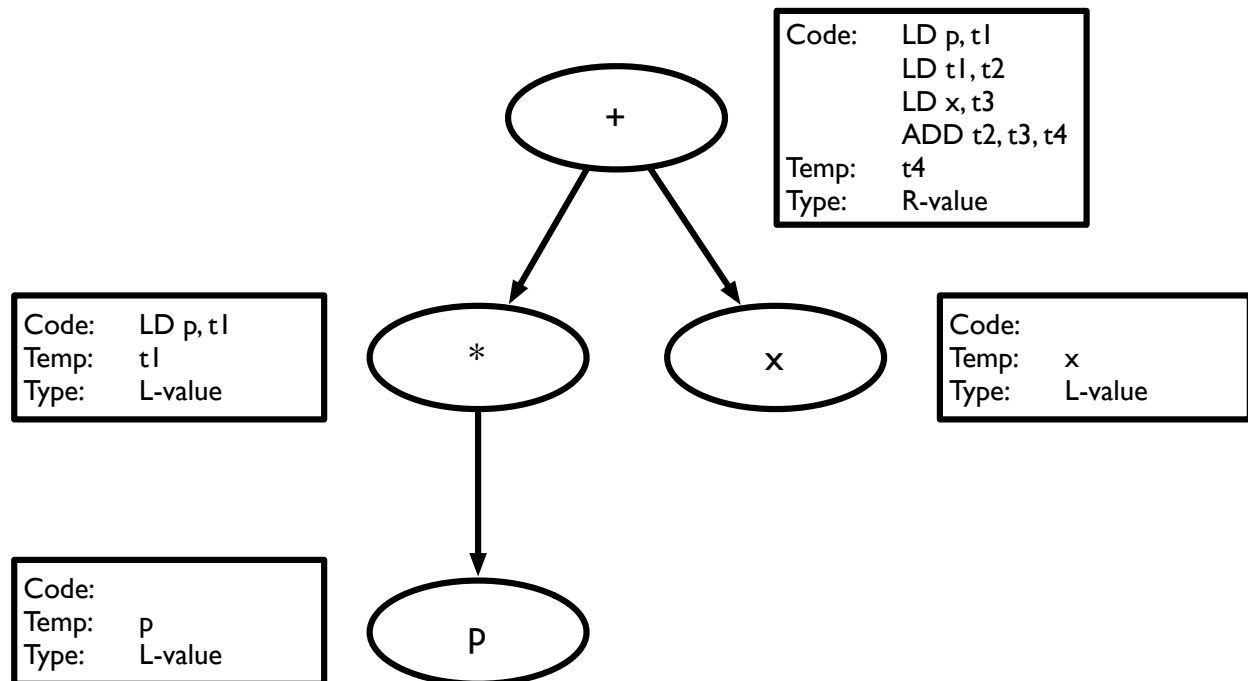 +
Code: LD p, t1
LD t1, t2
LD x, t3
ADD t2, t3, t4
Temp: t4
Type: R-value
Code: LD p, t1
Temp: t1
Type: L-value
*
x
Code:
Temp: x
Type: L-value
Code:
Temp: p
Type: L-value
p